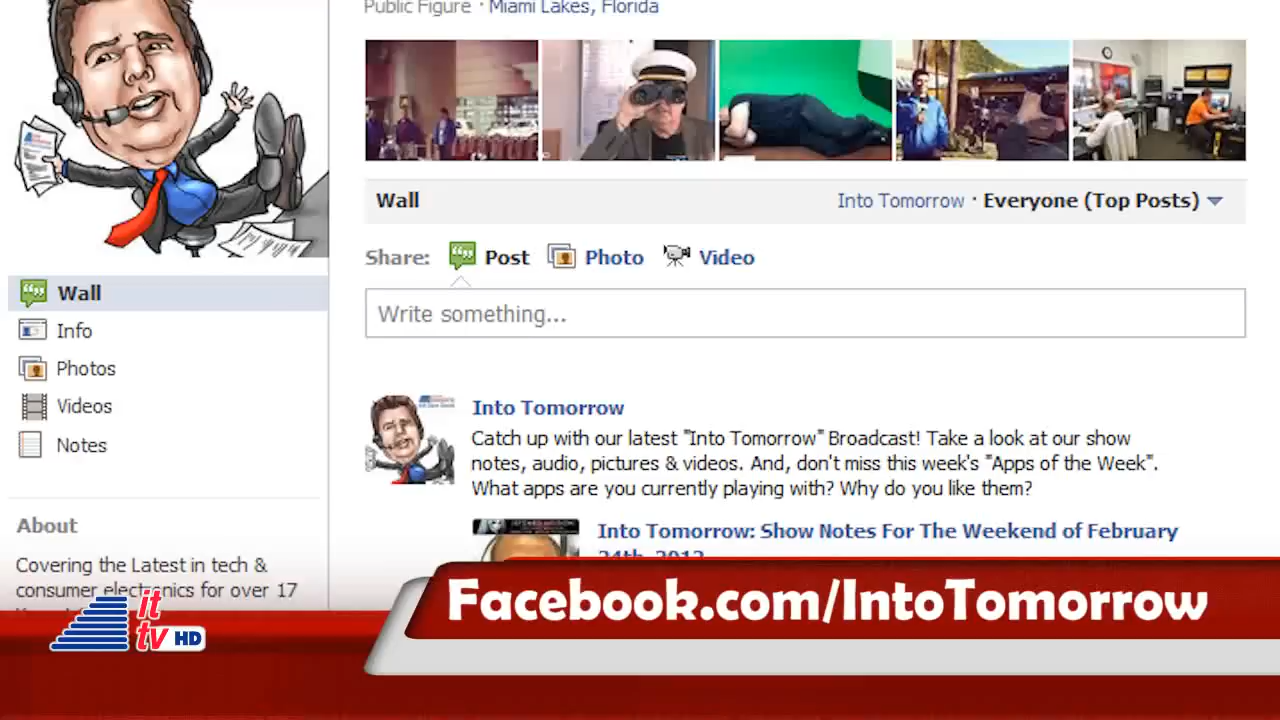 Public Figure · Miami Lakes, Florida
Wall
Into Tomorrow · Everyone (Top Posts)
Share: Post Photo Video
Write something...
Wall
Info
Photos
Videos
Notes
About
Covering the Latest in tech &
consumer electronics for over 17
Into Tomorrow
Catch up with our latest "Into Tomorrow" Broadcast! Take a look at our show
notes, audio, pictures & videos. And, don't miss this week's "Apps of the Week".
What apps are you currently playing with? Why do you like them?
Into Tomorrow: Show Notes For The Weekend of February
24th, 2012
Facebook.com/IntoTomorrow
it
tv HD